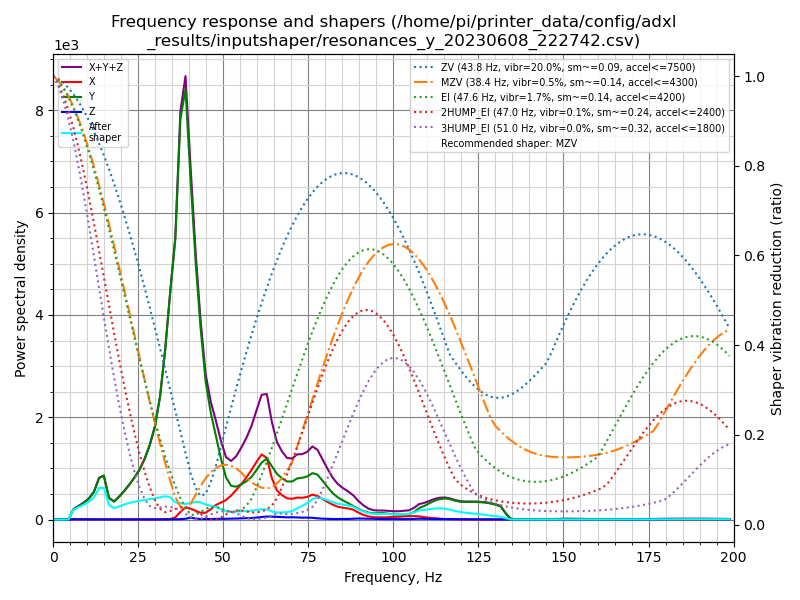 Frequency response and shapers (/home/pi/printer_data/config/adxl
_results/inputshaper/resonances_y_20230608_222742.csv)
1e3
X+Y+Z
X
Y
Z
After
shaper
ZV (43.8 Hz, vibr=20.0%, sm~=0.09, accel<=7500)
MZV (38.4 Hz, vibr=0.5%, sm~=0.14, accel<=4300)
EI (47.6 Hz, vibr=1.7%, sm~=0.14, accel<=4200)
2HUMP_EI (47.0 Hz, vibr=0.1%, sm~=0.24, accel<=2400)
3HUMP_EI (51.0 Hz, vibr=0.0%, sm~=0.32, accel<=1800)
Recommended shaper: MZV
8
6
4
2
0
Power spectral density
1.0
0.8
0.6
0.4
0.2
0.0
Shaper vibration reduction (ratio)
0 25 50 75 100 125 150 175 200
Frequency, Hz